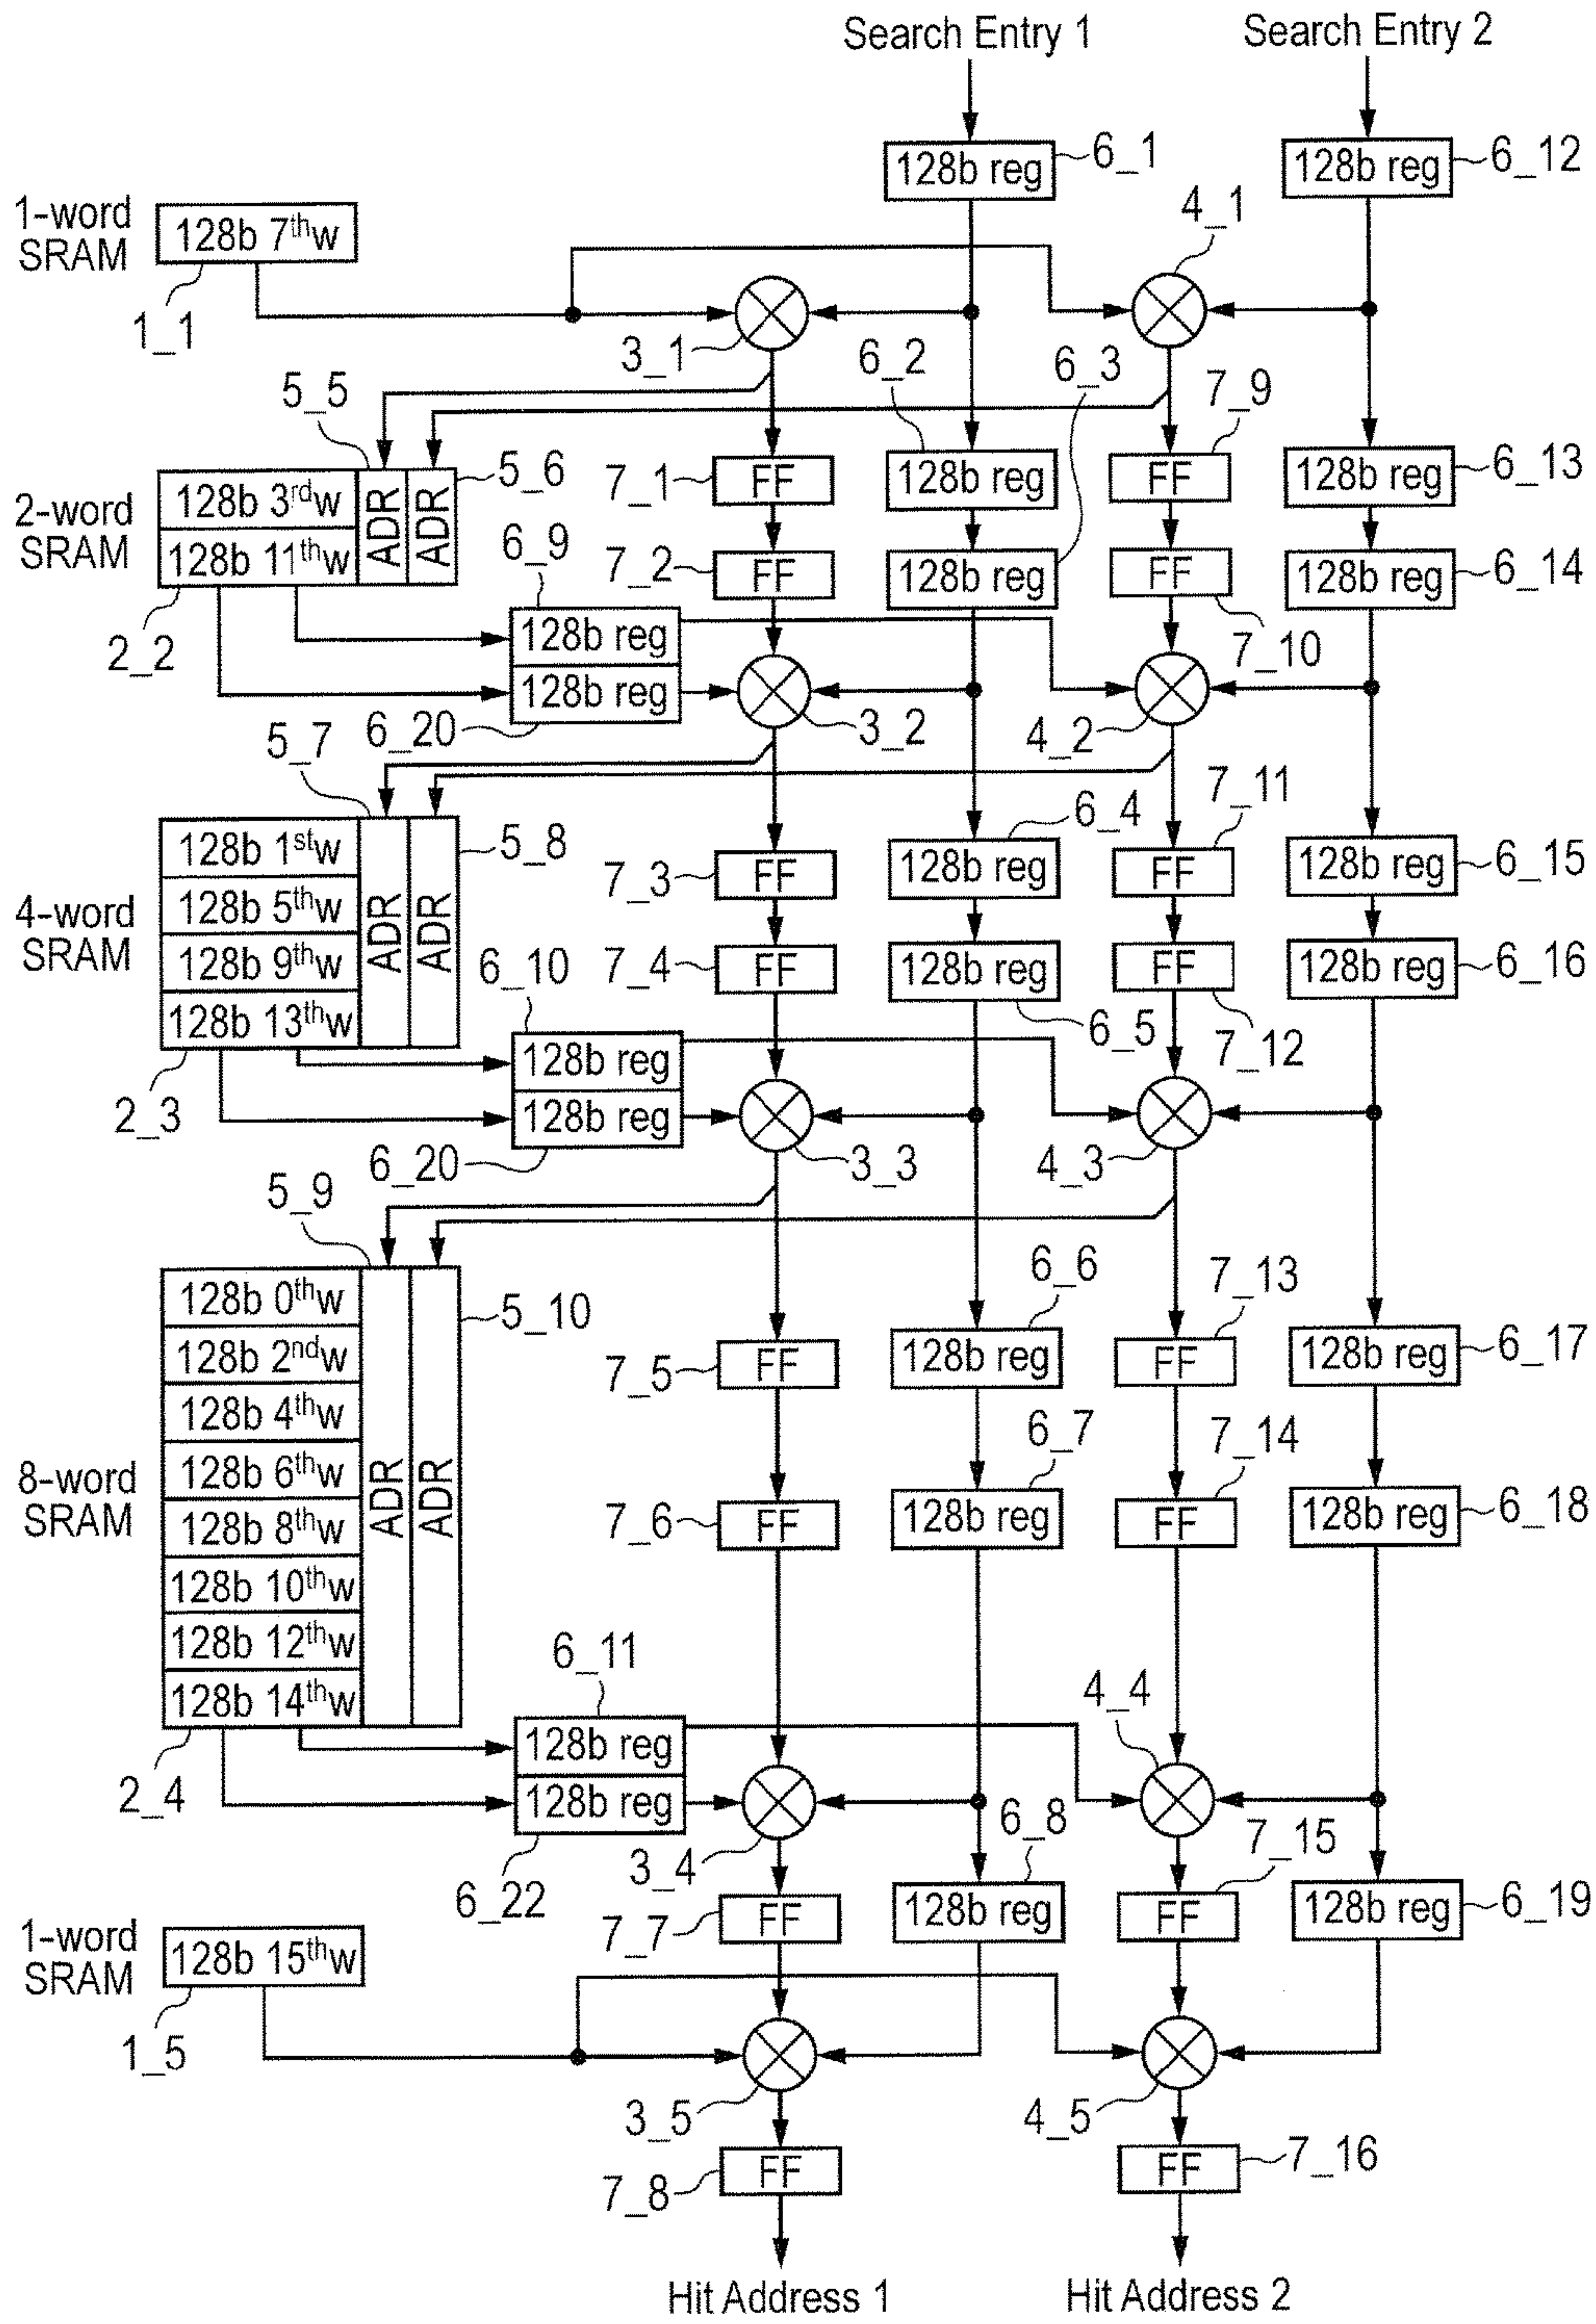 Search Entry 1
Search Entry 2
128b reg
6_1
128b reg
6_12
1-word
SRAM
128b 7thw
1_1
3_1
4_1
6_2
6_3
7_9
5_5
5_6
2-word
SRAM
128b 3rdw
128b 11thw
ADR
ADR
2_2
7_1
FF
128b reg
FF
128b reg
6_13
7_2
FF
128b reg
FF
128b reg
6_14
7_10
6_9
128b reg
128b reg
6_20
3_2
4_2
5_7
5_8
4-word
SRAM
128b 1stw
128b 5thw
128b 9thw
128b 13thw
ADR
ADR
2_3
7_3
FF
6_4
128b reg
7_11
FF
128b reg
6_15
7_4
FF
128b reg
6_5
FF
7_12
128b reg
6_16
6_10
128b reg
128b reg
6_20
3_3
4_3
5_9
5_10
8-word
SRAM
128b 0thw
128b 2ndw
128b 4thw
128b 6thw
128b 8thw
128b 10thw
128b 12thw
128b 14thw
ADR
ADR
2_4
7_5
FF
6_6
128b reg
7_13
FF
128b reg
6_17
7_6
FF
6_7
128b reg
7_14
FF
128b reg
6_18
6_11
128b reg
128b reg
6_22
3_4
4_4
7_7
FF
6_8
128b reg
7_15
FF
128b reg
6_19
1-word
SRAM
128b 15thw
1_5
3_5
4_5
7_8
FF
FF
7_16
Hit Address 1
Hit Address 2